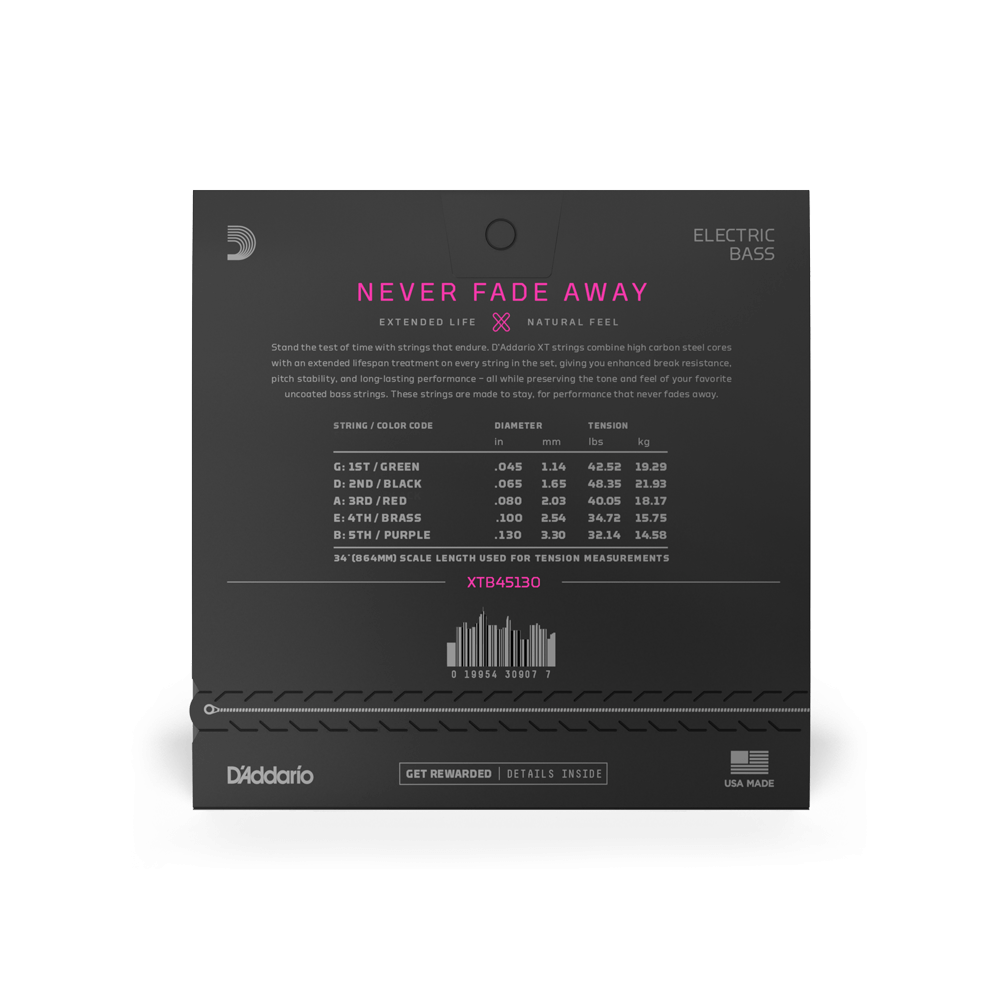 ELECTRIC
BASS
NEVER FADE AWAY
EXTENDED LIFE NATURAL FEEL
Stand the test of time with strings that endure. D'Addario XT strings combine high carbon steel cores
with an extended lifespan treatment on every string in the set, giving you enhanced break resistance,
pitch stability, and long-lasting performance – all while preserving the tone and feel of your favorite
uncoated bass strings. These strings are made to stay, for performance that never fades away.
STRING / COLOR CODE DIAMETER TENSION
in mm lbs kg
G: 1ST / GREEN .045 1.14 42.52 19.29
D: 2ND / BLACK .065 1.65 48.35 21.93
A: 3RD / RED .080 2.03 40.05 18.17
E: 4TH / BRASS .100 2.54 34.72 15.75
B: 5TH / PURPLE .130 3.30 32.14 14.58
34"(864MM) SCALE LENGTH USED FOR TENSION MEASUREMENTS
XTB45130
0 19954 30907 7
D'Addario GET REWARDED | DETAILS INSIDE
USA MADE